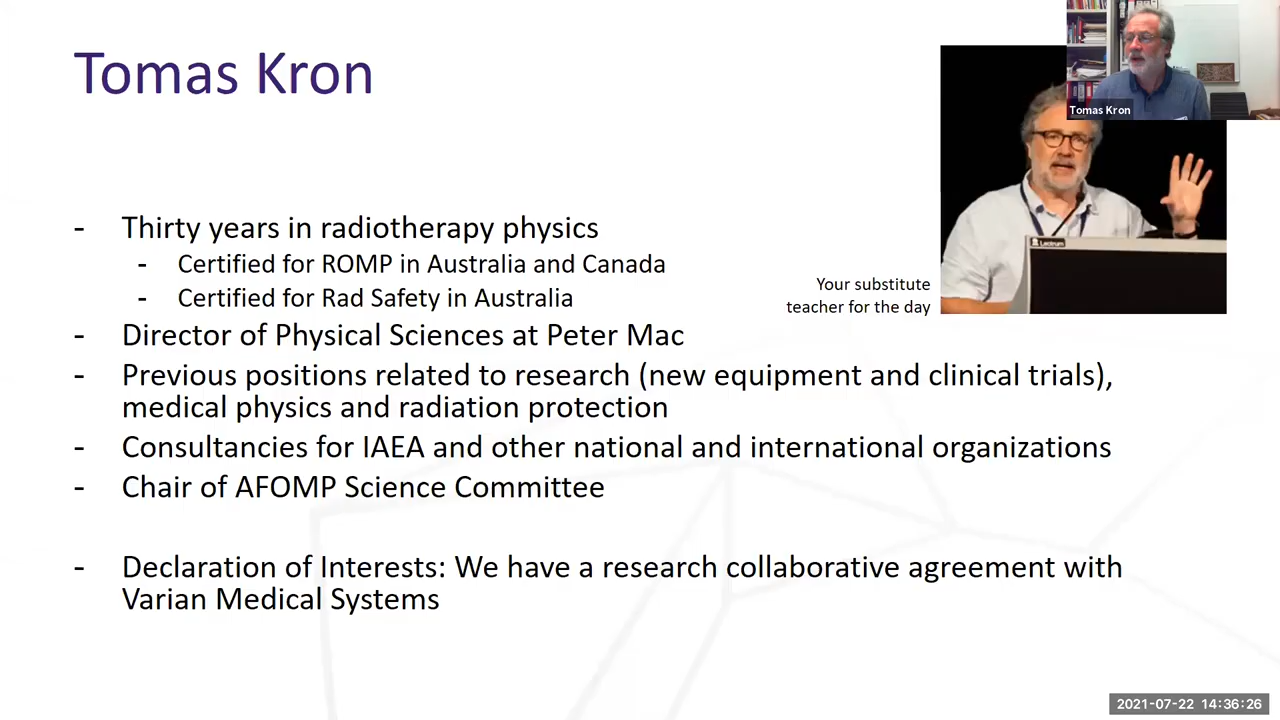 Tomas Kron
Tomas Kron
- Thirty years in radiotherapy physics
- Certified for ROMP in Australia and Canada
- Certified for Rad Safety in Australia
Your substitute
teacher for the day
Lectrum
- Director of Physical Sciences at Peter Mac
- Previous positions related to research (new equipment and clinical trials),
medical physics and radiation protection
- Consultancies for IAEA and other national and international organizations
- Chair of AFOMP Science Committee
- Declaration of Interests: We have a research collaborative agreement with
Varian Medical Systems
2021-07-22 14:36:26